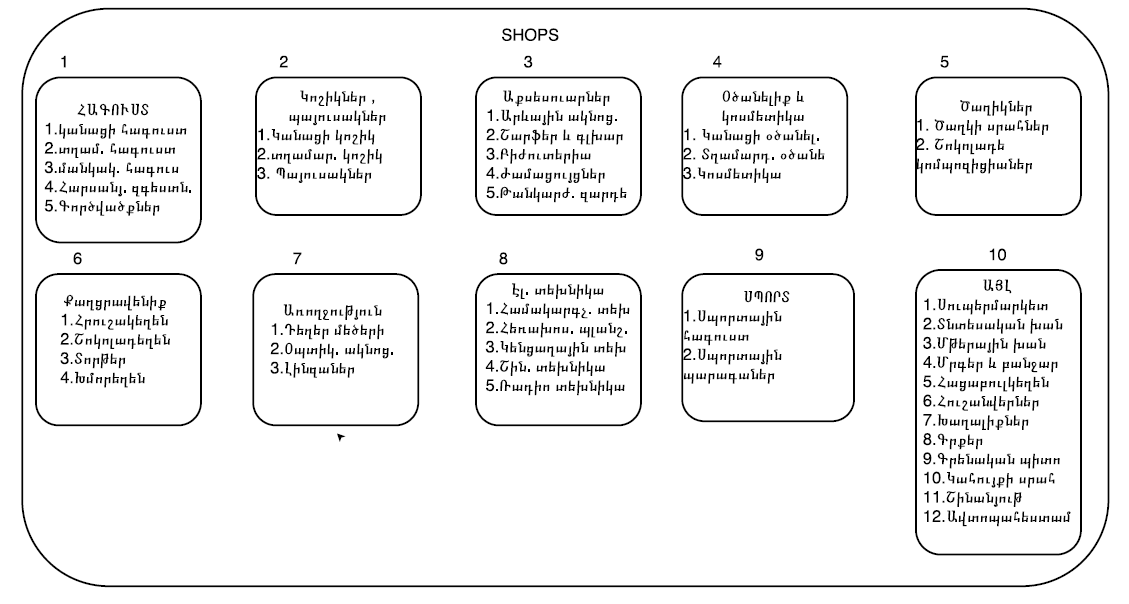 SHOPS
1
ՀԱԳՈՒՍՏ
1.կանացի հագուստ
2.տղամ. հագուստ
3.մանկակ. հագուս
4.Հարսանյ. զգեստն.
5.Գործվածքներ
2
Կոշիկներ ,
պայուսակներ
1.Կանացի կոշիկ
2.տղամար. կոշիկ
3. Պայուսակներ
3
Աքսեսուարներ
1.Արևային ակնոց.
2.Շարֆեր և գլխար
3.Բիժուտերիա
4.Ժամացույցներ
5.Թանկարժ. զարդե
4
Օծանելիք և
կոսմետիկա
1. Կանացի օծանել.
2. Տղամարդ. օծանե
3.Կոսմետիկա
5
Ծաղիկներ
1. Ծաղկի սրահներ
2. Շոկոլադե
կոմպոզիցիաներ
6
Քաղցրավենիք
1.Հրուշակեղեն
2.Շոկոլադեղեն
3.Տորթեր
4.Խմորեղեն
7
Առողջություն
1.Դեղեր մեծերի
2.Օպտիկ. ակնոց.
3.Լինզաներ
8
Էլ. տեխնիկա
1.Համակարգչ. տեխ
2.Հեռախոս. պլանշ.
3.Կենցաղային տեխ
4.Շին. տեխնիկա
5.Ռադիո տեխնիկա
9
ՍՊՈՐՏ
1.Սպորտային
հագուստ
2.Սպորտային
պարագաներ
10
ԱՅԼ
1.Սուպերմարկետ
2.Տնտեսական խան
3.Մթերային խան
4.Մրգեր և բանջար
5.Հացաբուլկեղեն
6.Հուշանվերներ
7.Խաղալիքներ
8.Գրքեր
9.Գրենական պիտո
10.Կահույքի սրահ
11.Շինանյութ
12.Ավտոպահեստամ